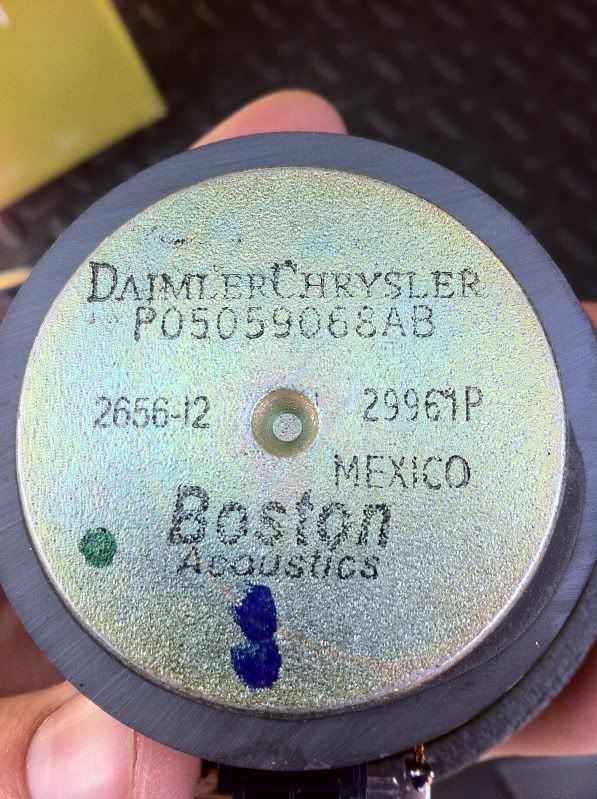 DAIMLERCHRYSLER
P05059068AB
2656-12 29961P
MEXICO
Boston
Acoustics